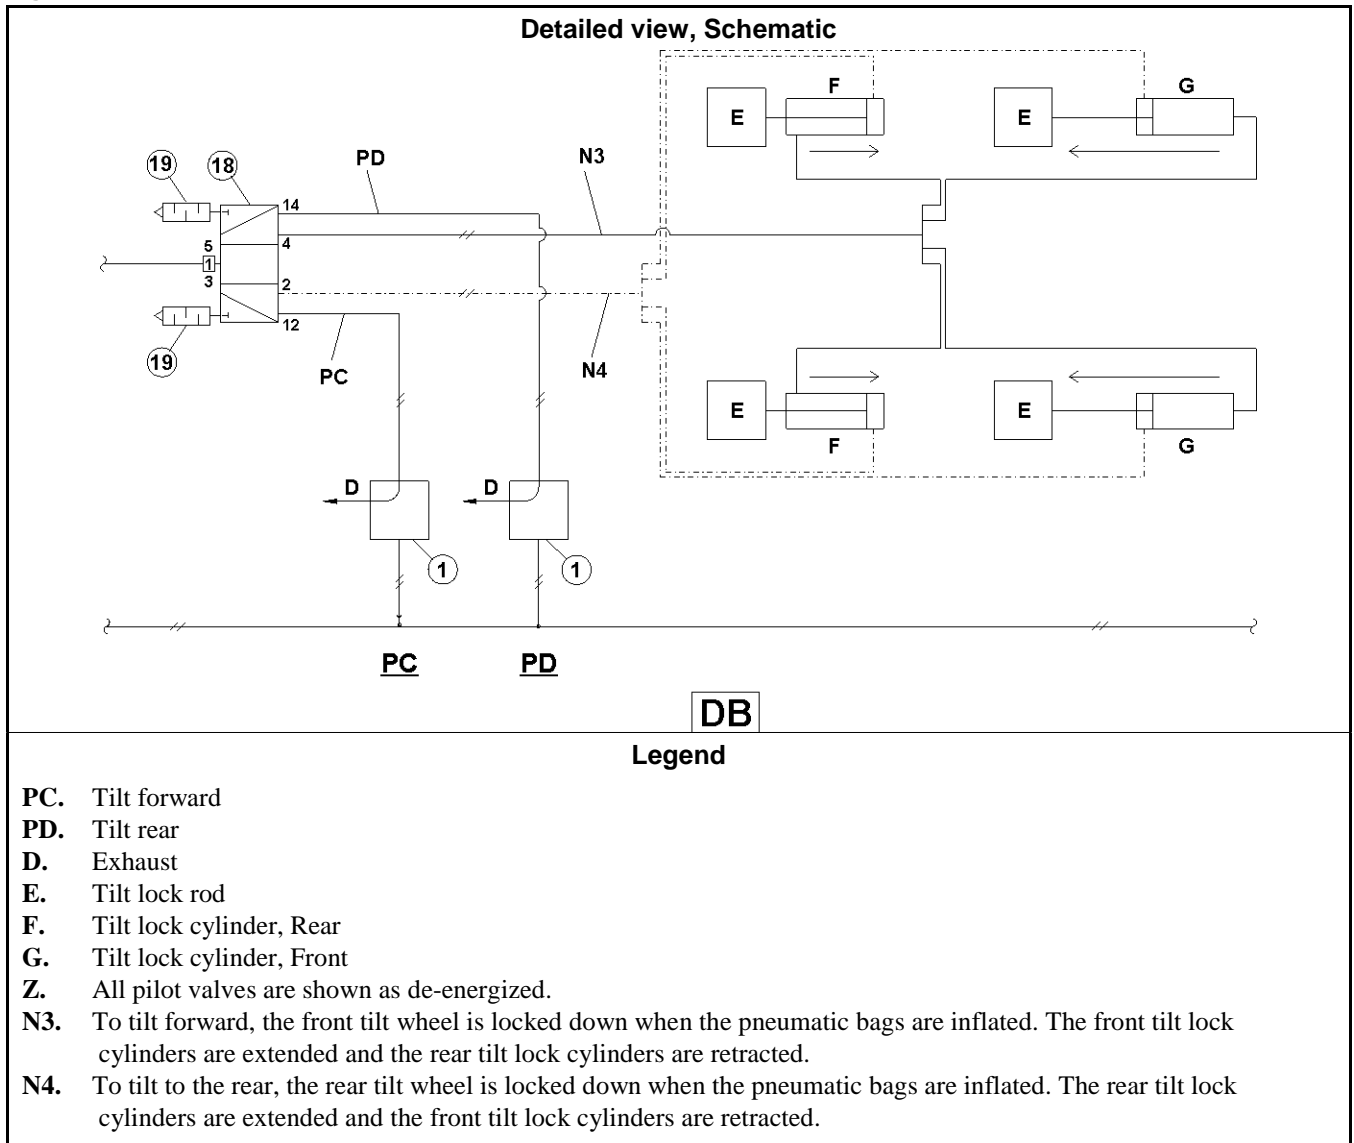 Detailed view, Schematic
F
G
E
E
19
18
PD
N3
14
5
4
1
3
2
12
19
PC
N4
E
E
F
G
D
D
1
1
PC
PD
DB
Legend
PC. Tilt forward
PD. Tilt rear
D. Exhaust
E. Tilt lock rod
F. Tilt lock cylinder, Rear
G. Tilt lock cylinder, Front
Z. All pilot valves are shown as de-energized.
N3. To tilt forward, the front tilt wheel is locked down when the pneumatic bags are inflated. The front tilt lock
cylinders are extended and the rear tilt lock cylinders are retracted.
N4. To tilt to the rear, the rear tilt wheel is locked down when the pneumatic bags are inflated. The rear tilt lock
cylinders are extended and the front tilt lock cylinders are retracted.